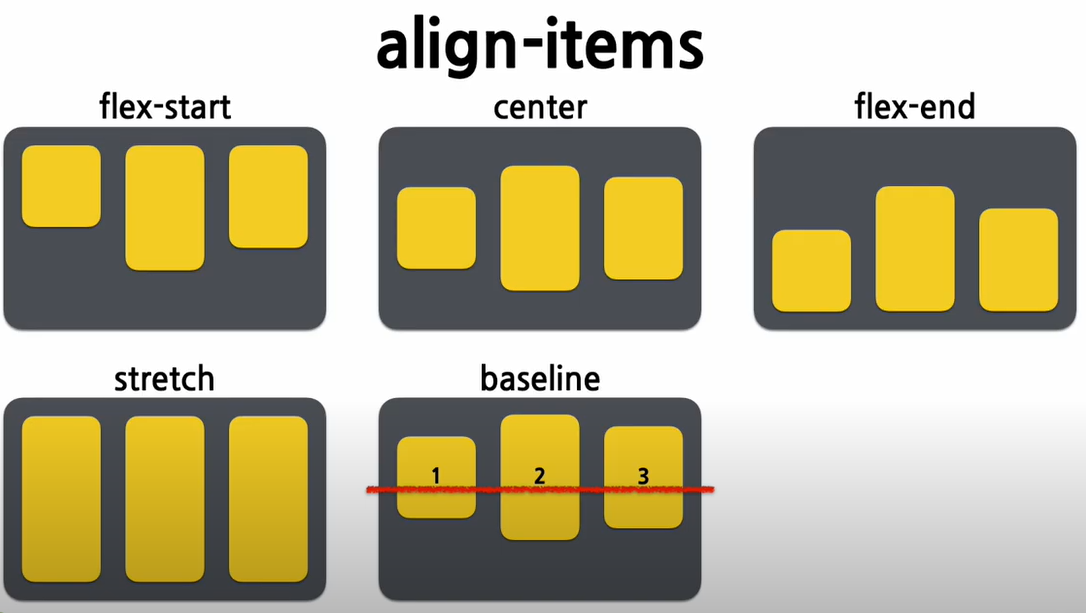 align-items
flex-start
center
flex-end
stretch
baseline
1
2
3